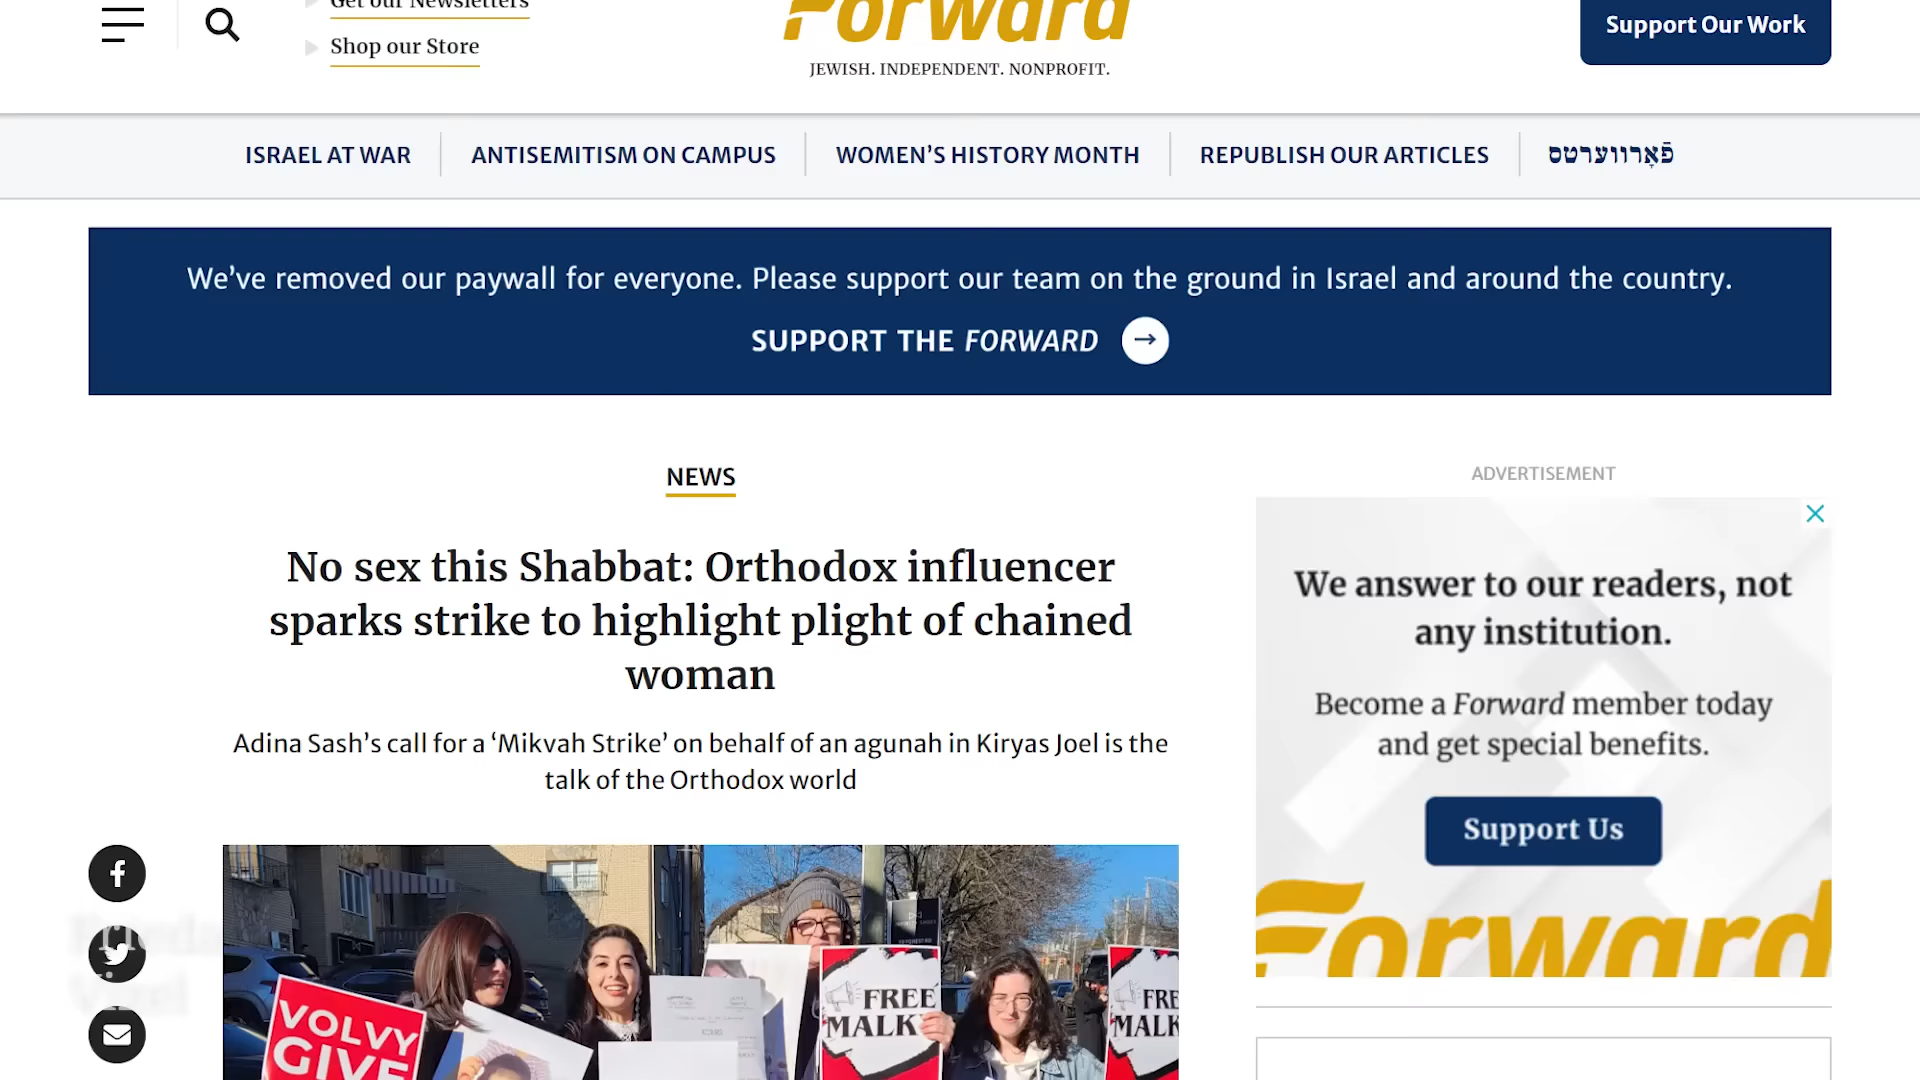 Get our Newsletters
Shop our Store
Forward
JEWISH. INDEPENDENT. NONPROFIT.
Support Our Work
ISRAEL AT WAR
ANTISEMITISM ON CAMPUS
WOMEN’S HISTORY MONTH
REPUBLISH OUR ARTICLES
פֿאָרווערטס
We’ve removed our paywall for everyone. Please support our team on the ground in Israel and around the country.
SUPPORT THE FORWARD
NEWS
No sex this Shabbat: Orthodox influencer
sparks strike to highlight plight of chained
woman
Adina Sash’s call for a ‘Mikvah Strike’ on behalf of an agunah in Kiryas Joel is the
talk of the Orthodox world
VOLVY
GIVE
FREE
MALK
FRE
MALK
ADVERTISEMENT
We answer to our readers, not
any institution.
Become a Forward member today
and get special benefits.
Support Us
Forward